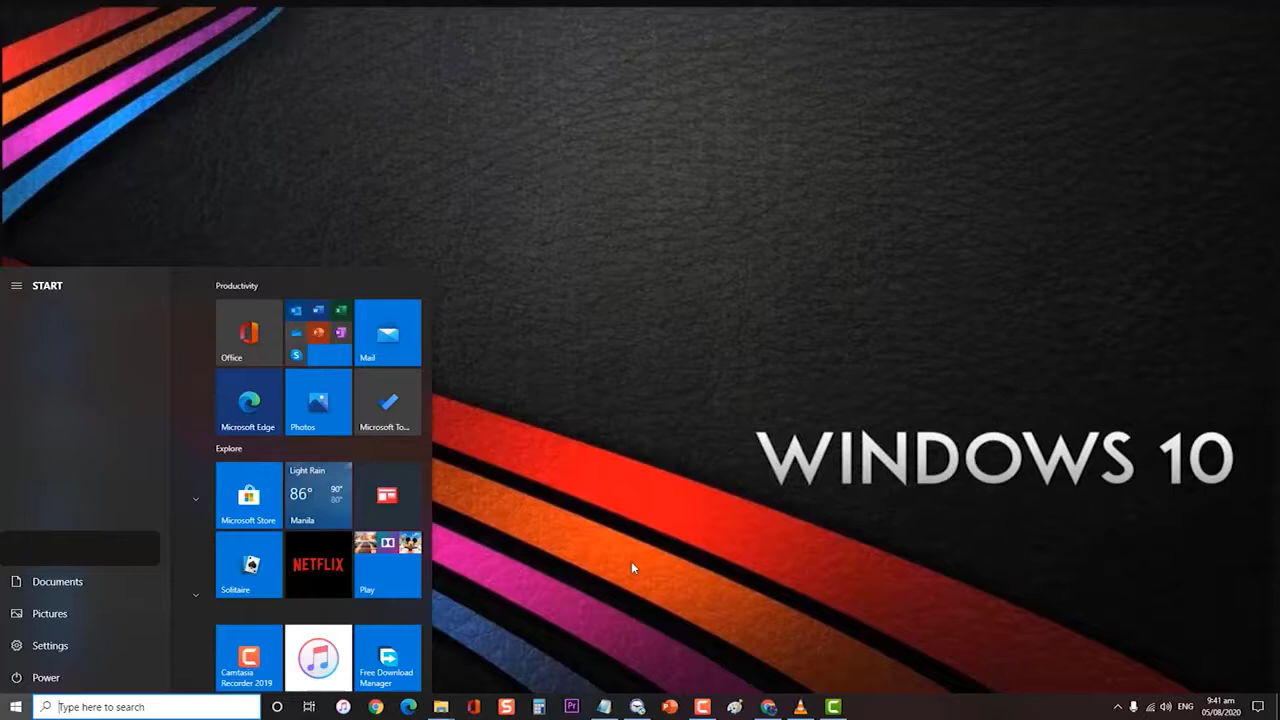 START
Productivity
Office
Mail
Microsoft Edge
Photos
Microsoft To...
Explore
Microsoft Store
Light Rain
86° 90°
80°
Manila
Solitaire
NETFLIX
Play
Documents
Pictures
Settings
Power
Camtasia
Recorder 2019
Free Download
Manager
WINDOWS 10
Type here to search
Pr
ENG
9:41 am
05/08/2020